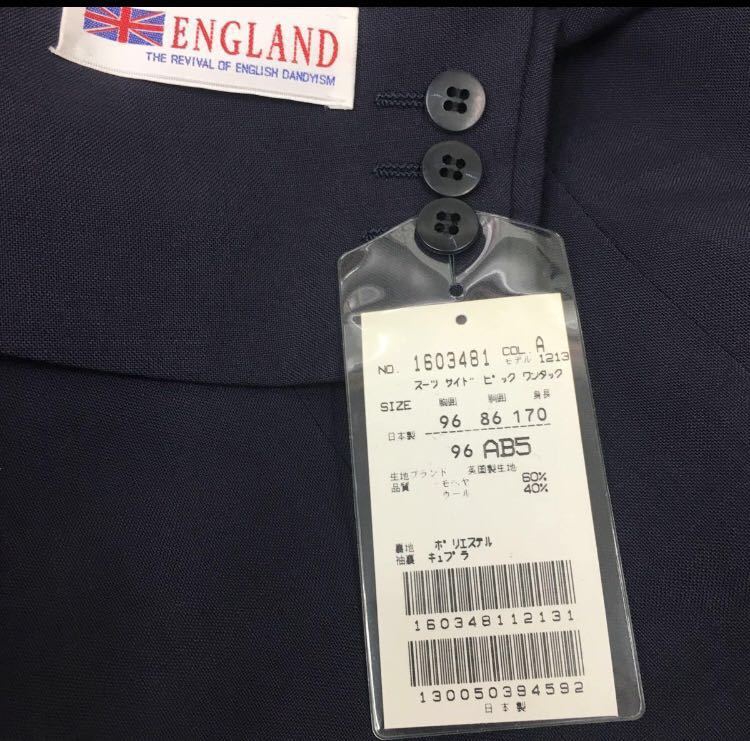 ENGLAND
THE REVIVAL OF ENGLISH DANDYISM
NO. 1603481 COL. A
モデル 1213
スーツ サイド ピック ワンタック
SIZE 胸囲 胴囲 身長
96 86 170
日本製
96 AB5
生地ブランド 英国製生地
品質 モヘヤ 60%
ウール 40%
裏地 ポリエステル
袖裏 キュプラ
160348112131
130050394592
日本製